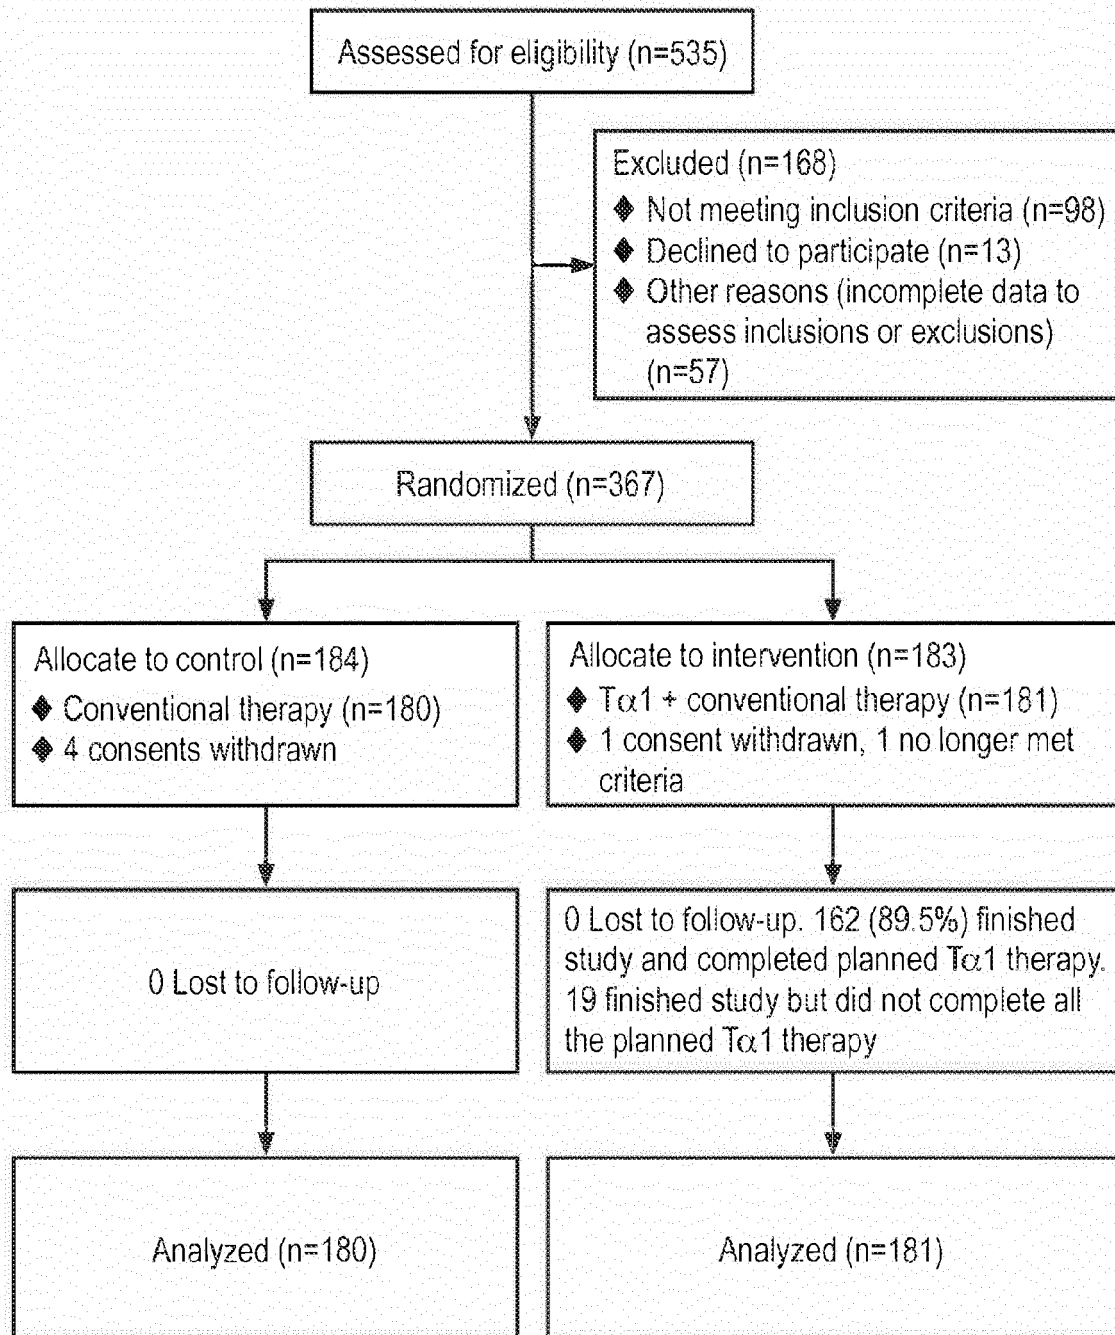 Assessed for eligibility (n=535)
Excluded (n=168)
◆ Not meeting inclusion criteria (n=98)
◆ Declined to participate (n=13)
◆ Other reasons (incomplete data to
assess inclusions or exclusions)
(n=57)
Randomized (n=367)
Allocate to control (n=184)
◆ Conventional therapy (n=180)
◆ 4 consents withdrawn
Allocate to intervention (n=183)
◆ Tα1 + conventional therapy (n=181)
◆ 1 consent withdrawn, 1 no longer met
criteria
0 Lost to follow-up
0 Lost to follow-up. 162 (89.5%) finished
study and completed planned Tα1 therapy.
19 finished study but did not complete all
the planned Tα1 therapy
Analyzed (n=180)
Analyzed (n=181)